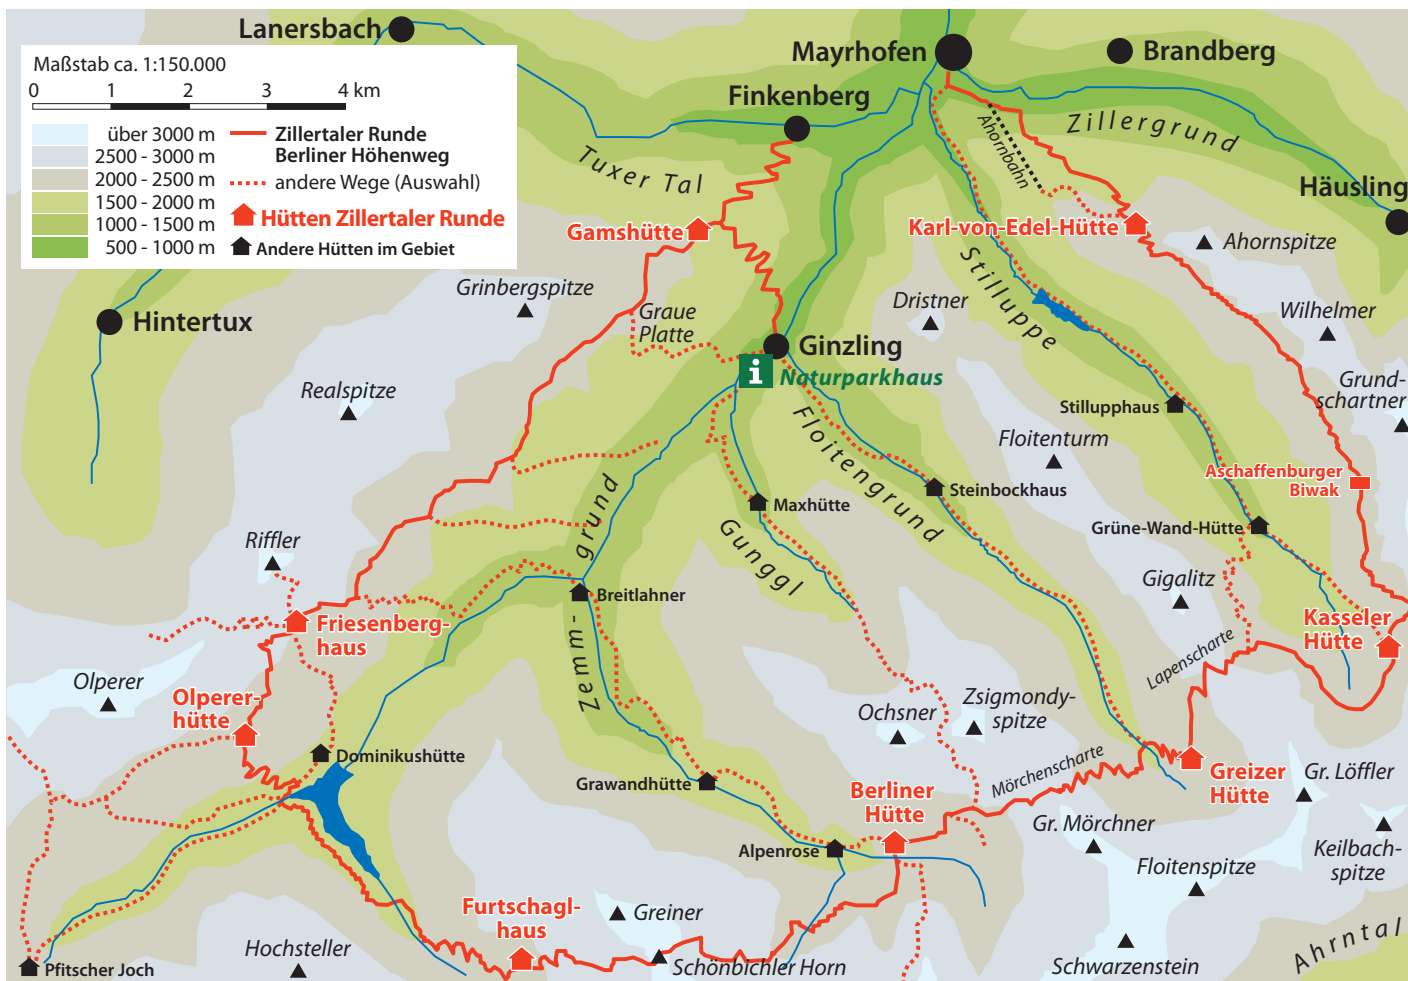 Lanersbach
Mayrhofen
Brandberg
Maßstab ca. 1:150.000
0 1 2 3 4 km
über 3000 m
2500 - 3000 m
2000 - 2500 m
1500 - 2000 m
1000 - 1500 m
500 - 1000 m
Zillertaler Runde
Berliner Höhenweg
andere Wege (Auswahl)
Hütten Zillertaler Runde
Andere Hütten im Gebiet
Finkenberg
Tuxer Tal
Ahornbahn
Zillergrund
Häusling
Gamshütte
Karl-von-Edel-Hütte
Ahornspitze
Stilluppe
Grinbergspitze
Graue
Platte
Dristner
Wilhelmer
Hintertux
Ginzling
i
Naturparkhaus
Realspitze
Grund-
schartner
Stillupphaus
Floitengrund
Floitenturm
Aschaffenburger
Biwak
Steinbockhaus
Maxhütte
Grüne-Wand-Hütte
Zemm-
grund
Gunggl
Riffler
Gigalitz
Breitlahner
Friesenberg-
haus
Kasseler
Hütte
Lapenscharte
Olperer
Olperer-
hütte
Ochsner
Zsigmondy-
spitze
Dominikushütte
Grawandhütte
Mörchenscharte
Greizer
Hütte
Gr. Löffler
Berliner
Hütte
Gr. Mörchner
Alpenrose
Floitenspitze
Keilbach-
spitze
Furtschagl-
haus
Greiner
Hochsteller
Pfitscher Joch
Schönbichler Horn
Schwarzenstein
Ahrntal